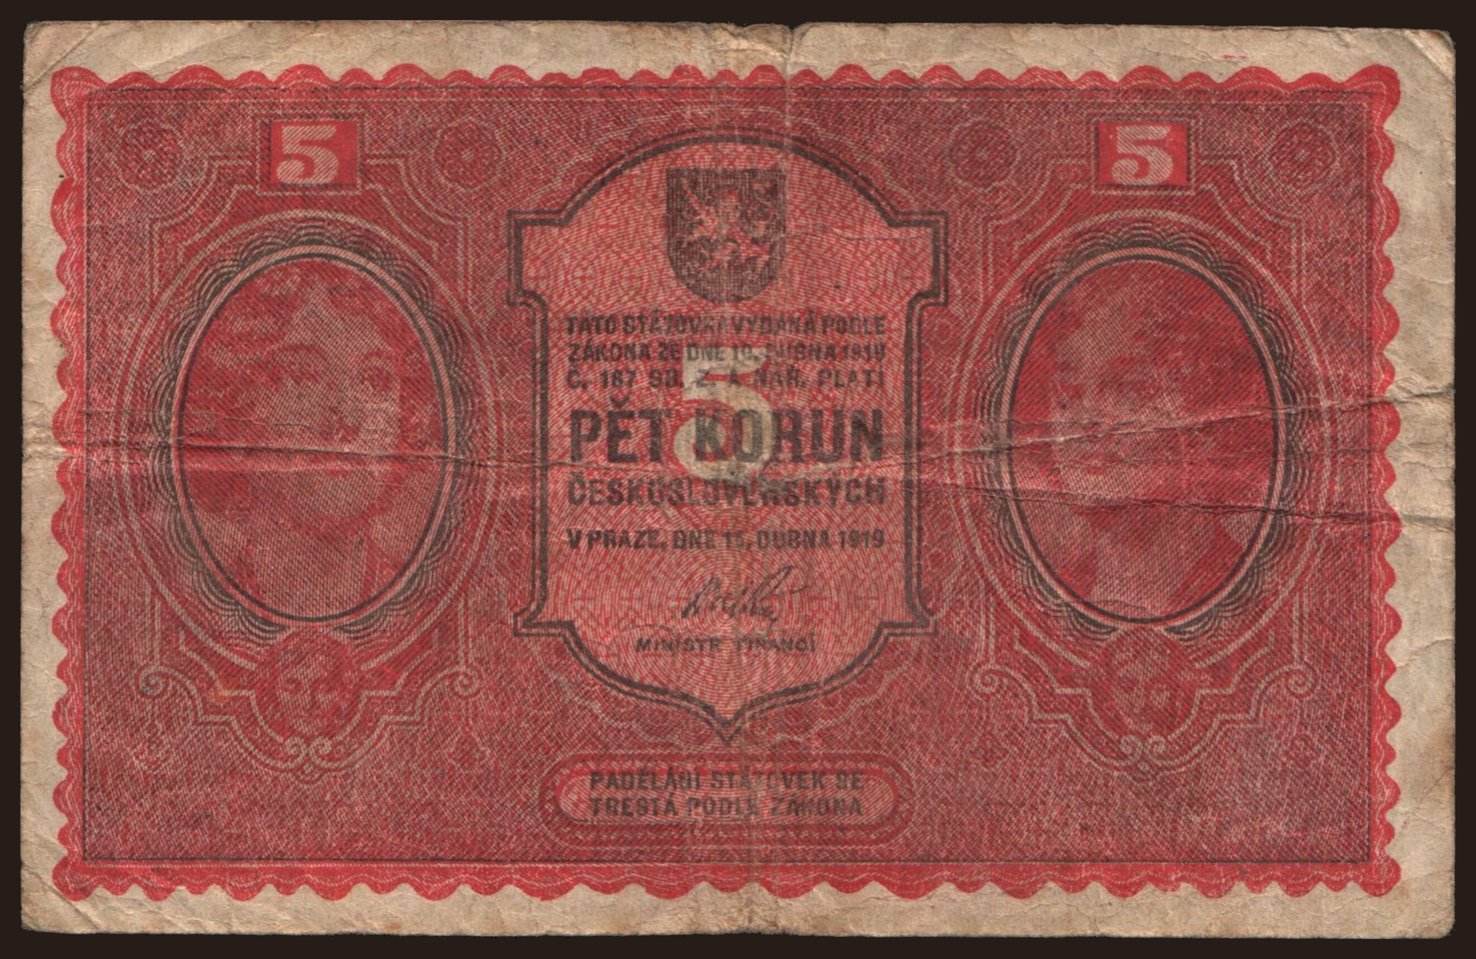 5 5
TATO STÁTOVKA VYDANÁ PODLE
ZÁKONA ZE DNE 10. DUBNA 1919
Č. 187 SB. Z. A NAŘ. PLATÍ
5
PĚT KORUN
ČESKOSLOVENSKÝCH
V PRAZE, DNE 15. DUBNA 1919
MINISTR FINANCÍ
PADĚLÁNÍ STÁTOVEK SE
TRESTÁ PODLE ZÁKONA